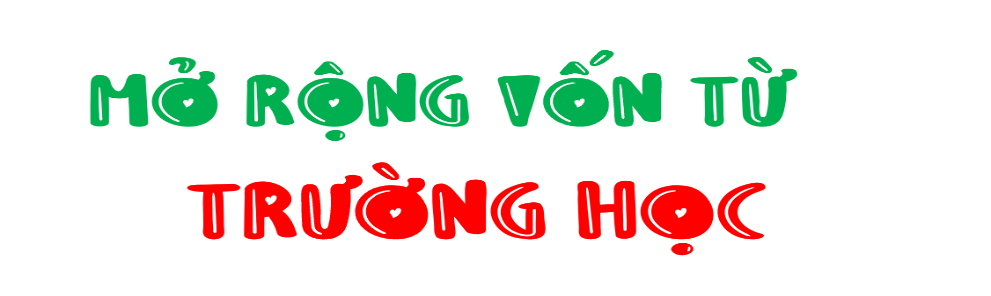 MỞ RỘNG VỐN TỪ
TRƯỜNG HỌC